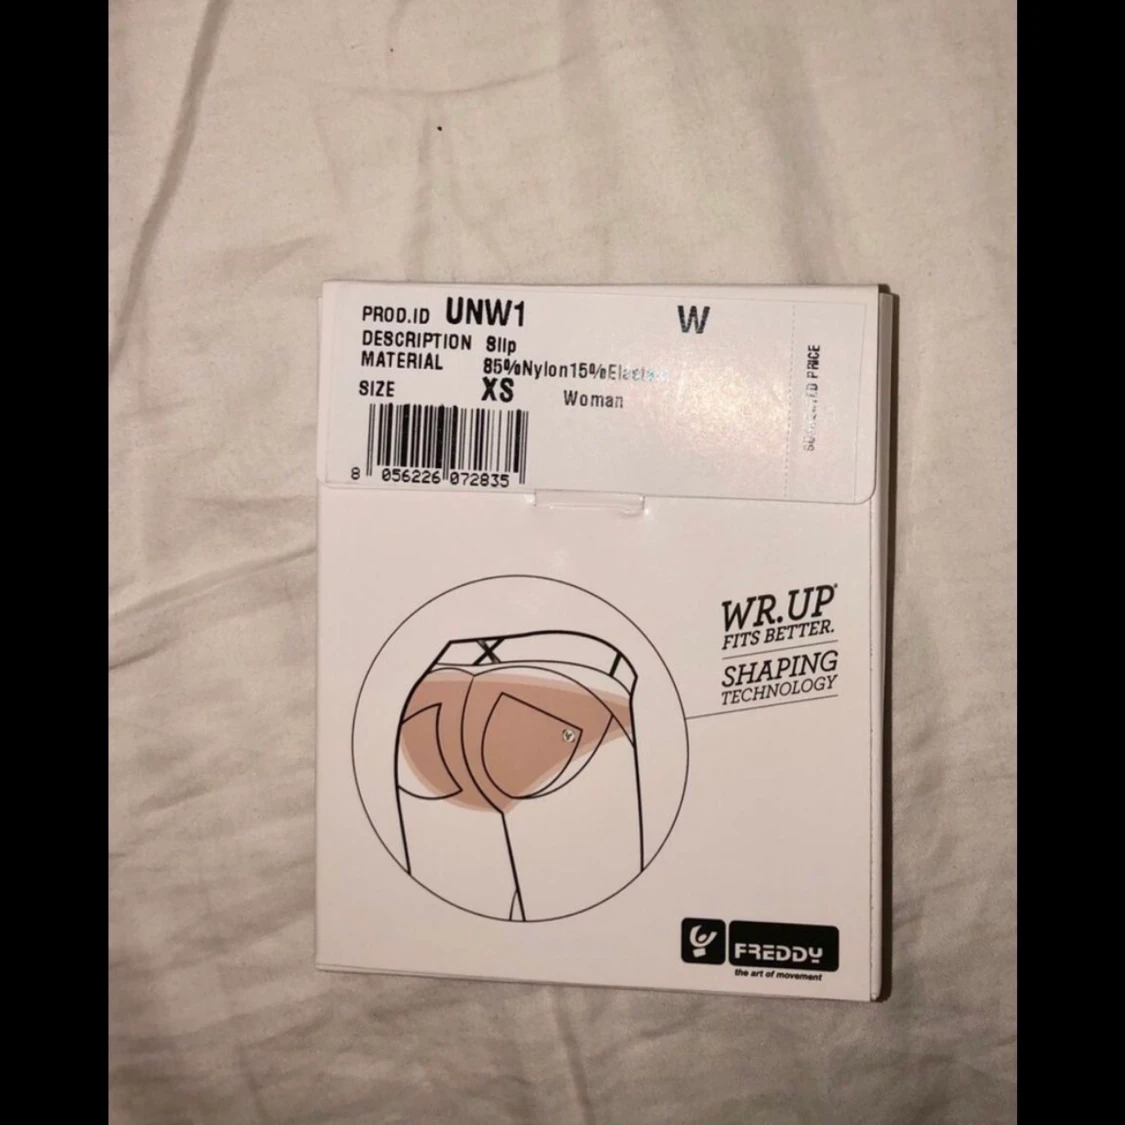 PROD.ID UNW1
W
DESCRIPTION Slip
MATERIAL 85%Nylon15%Elastan
SIZE XS Woman
8 056226 072835
PRICE
WR.UP®
FITS BETTER.
SHAPING
TECHNOLOGY
FREDDY
the art of movement